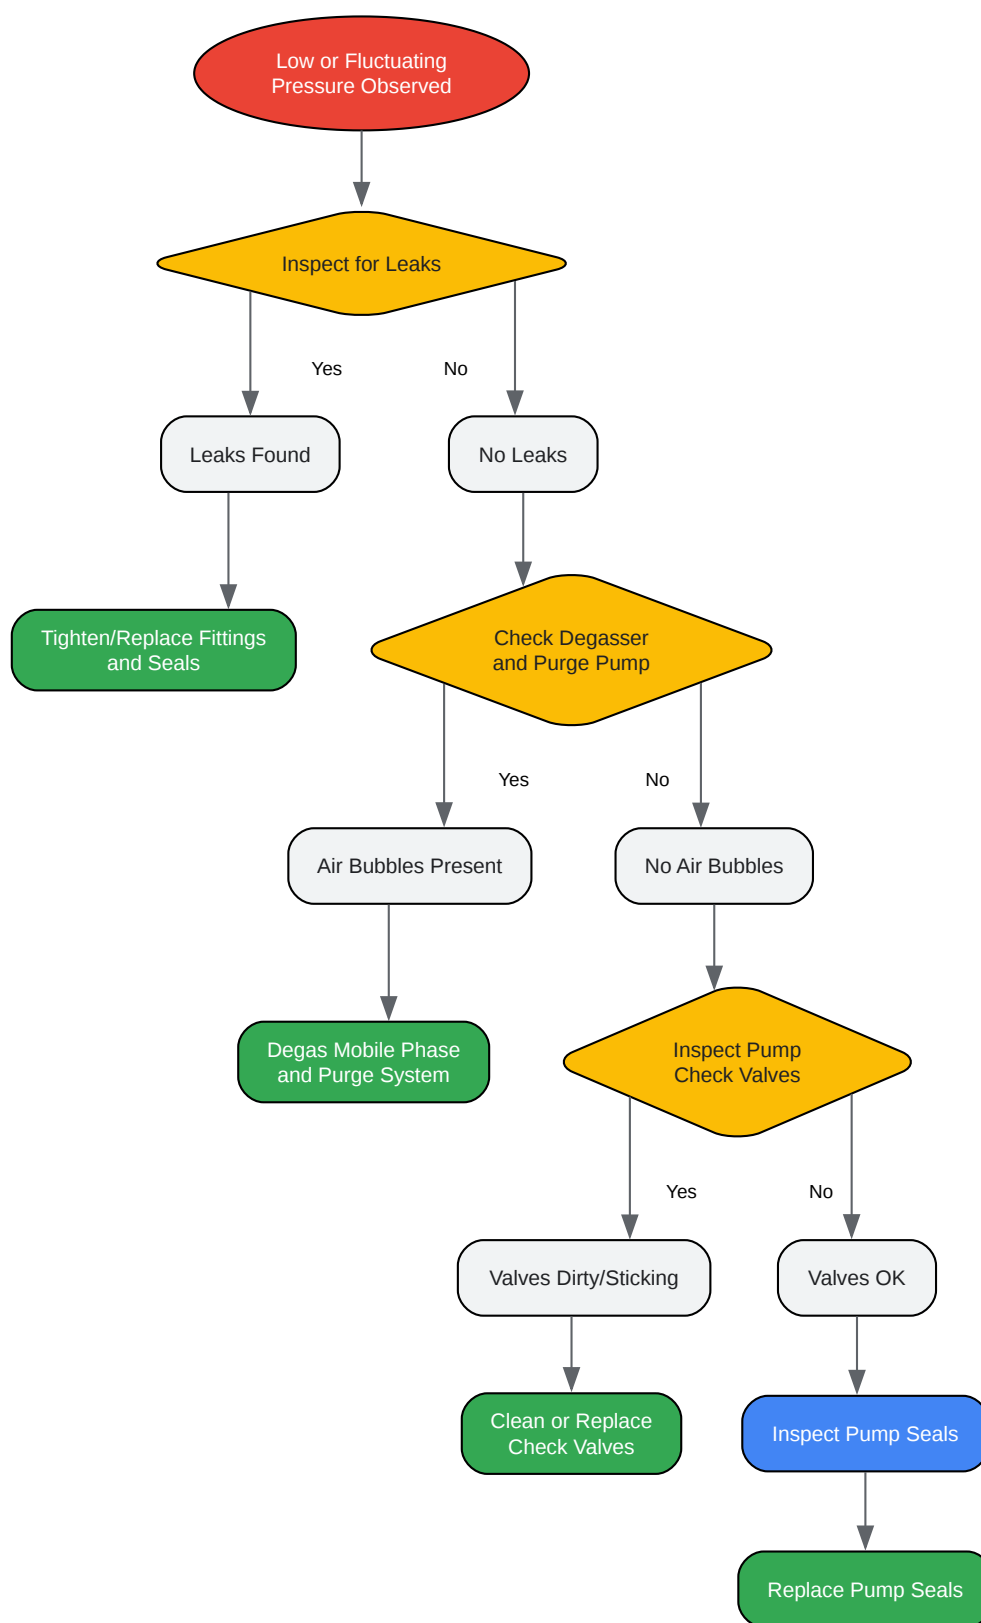 Low or Fluctuating
Pressure Observed
Inspect for Leaks
Yes
No
Leaks Found
No Leaks
Tighten/Replace Fittings
and Seals
Check Degasser
and Purge Pump
Yes
No
Air Bubbles Present
No Air Bubbles
Degas Mobile Phase
and Purge System
Inspect Pump
Check Valves
Yes
No
Valves Dirty/Sticking
Valves OK
Clean or Replace
Check Valves
Inspect Pump Seals
Replace Pump Seals